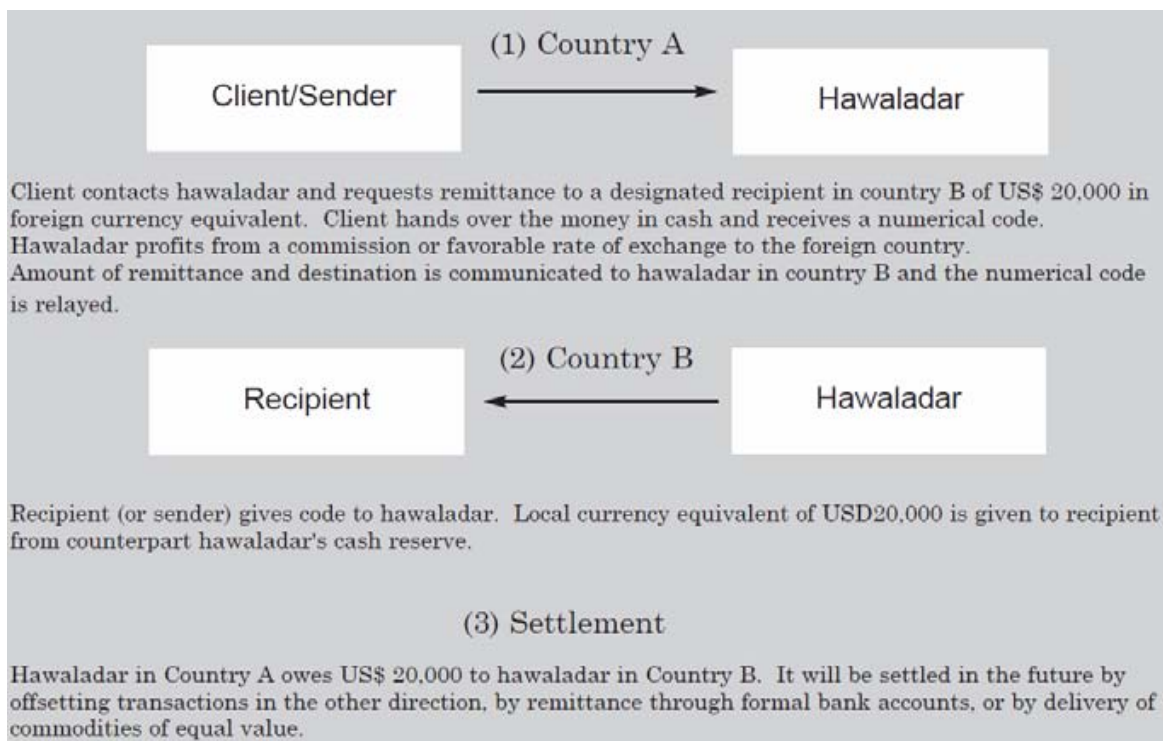 (1) Country A
Client/Sender
Hawaladar
Client contacts hawaladar and requests remittance to a designated recipient in country B of US$ 20,000 in
foreign currency equivalent.  Client hands over the money in cash and receives a numerical code.
Hawaladar profits from a commission or favorable rate of exchange to the foreign country.
Amount of remittance and destination is communicated to hawaladar in country B and the numerical code
is relayed.
(2) Country B
Recipient
Hawaladar
Recipient (or sender) gives code to hawaladar.  Local currency equivalent of USD20,000 is given to recipient
from counterpart hawaladar's cash reserve.
(3) Settlement
Hawaladar in Country A owes US$ 20,000 to hawaladar in Country B.  It will be settled in the future by
offsetting transactions in the other direction, by remittance through formal bank accounts, or by delivery of
commodities of equal value.